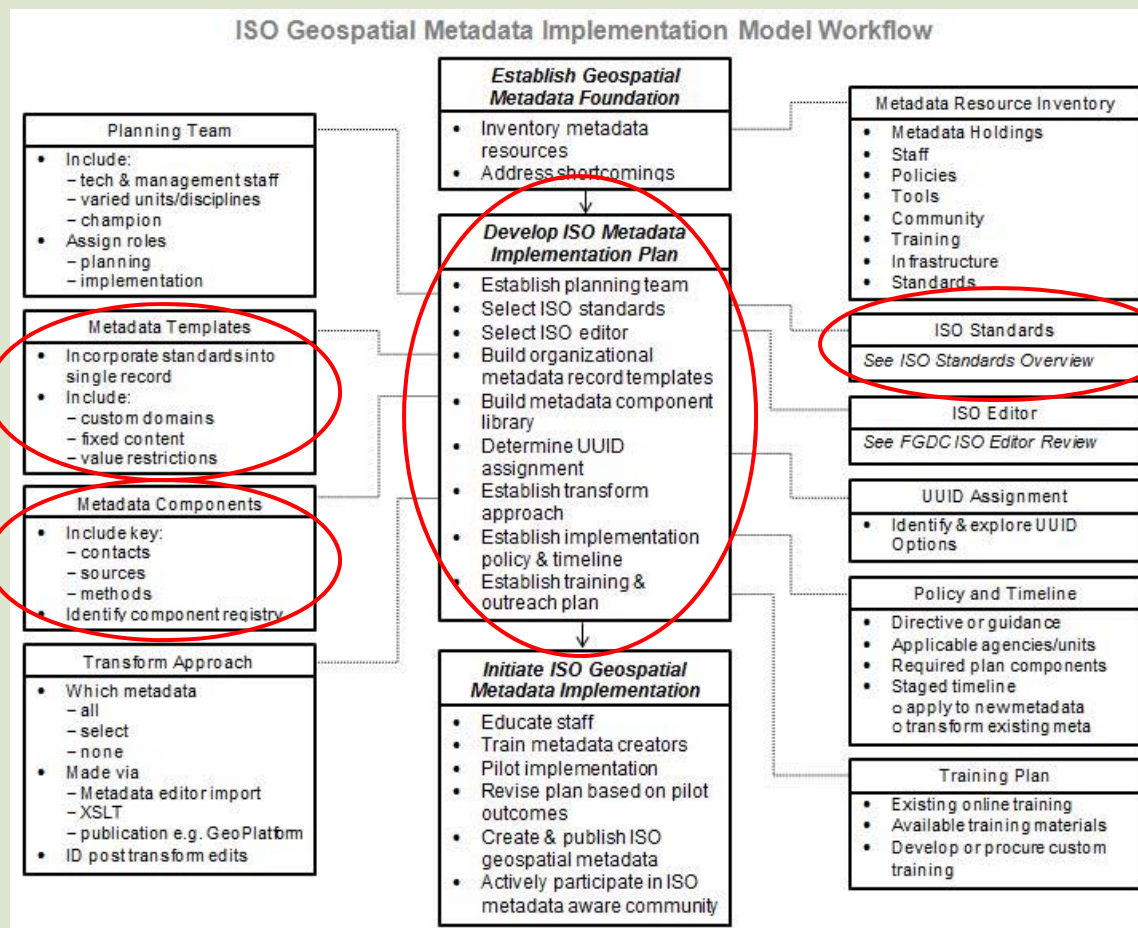 ISO Geospatial Metadata Implementation Model Workflow
Establish Geospatial
Metadata Foundation
• Inventory metadata
resources
• Address shortcomings
Planning Team
• Include:
– tech & management staff
– varied units/disciplines
– champion
• Assign roles
– planning
– implementation
Metadata Resource Inventory
• Metadata Holdings
• Staff
• Policies
• Tools
• Community
• Training
• Infrastructure
• Standards
Develop ISO Metadata
Implementation Plan
• Establish planning team
• Select ISO standards
• Select ISO editor
• Build organizational
metadata record templates
• Build metadata component
library
• Determine UUID
assignment
• Establish transform
approach
• Establish implementation
policy & timeline
• Establish training &
outreach plan
Metadata Templates
• Incorporate standards into
single record
• Include:
– custom domains
– fixed content
– value restrictions
ISO Standards
See ISO Standards Overview
ISO Editor
See FGDC ISO Editor Review
Metadata Components
• Include key:
– contacts
– sources
– methods
• Identify component registry
UUID Assignment
• Identify & explore UUID
Options
Policy and Timeline
• Directive or guidance
• Applicable agencies/units
• Required plan components
• Staged timeline
o apply to new metadata
o transform existing meta
Transform Approach
• Which metadata
– all
– select
– none
• Made via
– Metadata editor import
– XSLT
– publication e.g. GeoPlatform
• ID post transform edits
Initiate ISO Geospatial
Metadata Implementation
• Educate staff
• Train metadata creators
• Pilot implementation
• Revise plan based on pilot
outcomes
• Create & publish ISO
geospatial metadata
• Actively participate in ISO
metadata aware community
Training Plan
• Existing online training
• Available training materials
• Develop or procure custom
training